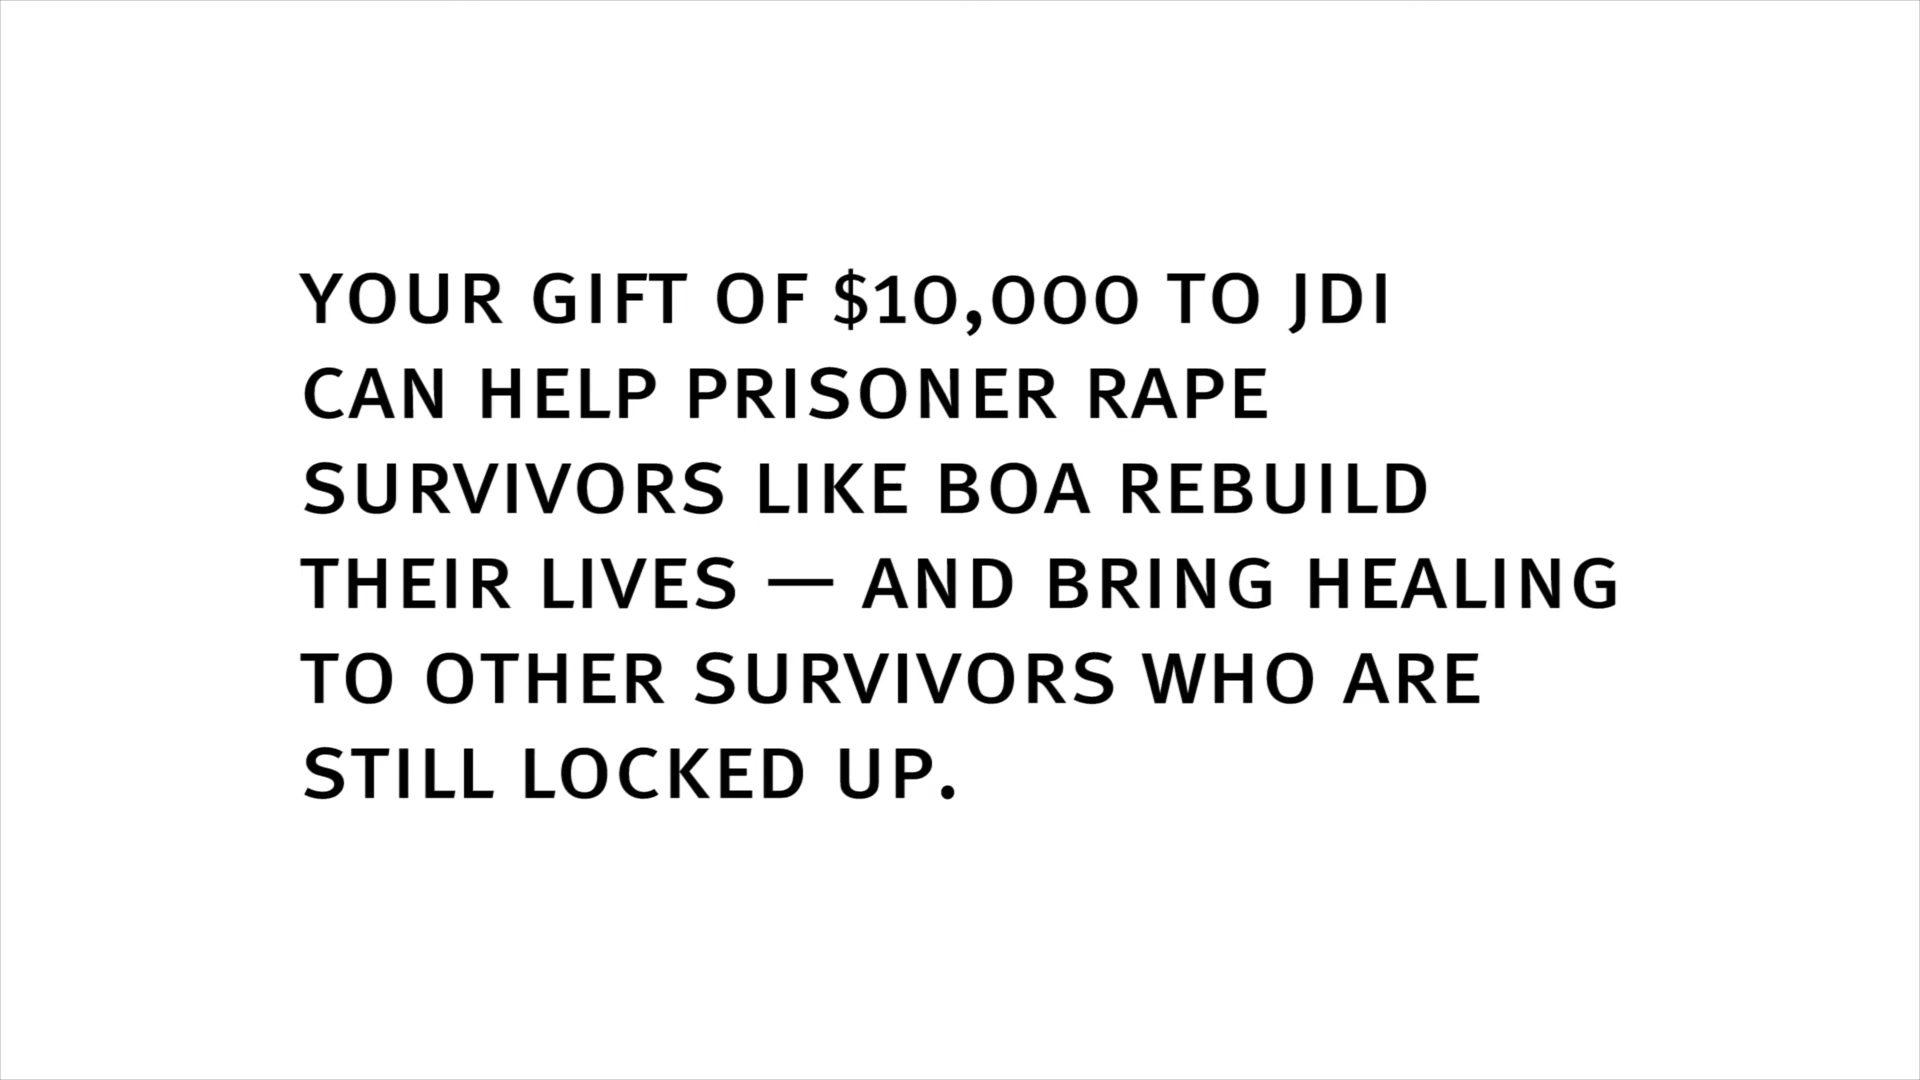 YOUR GIFT OF $10,000 TO JDI
CAN HELP PRISONER RAPE
SURVIVORS LIKE BOA REBUILD
THEIR LIVES — AND BRING HEALING
TO OTHER SURVIVORS WHO ARE
STILL LOCKED UP.